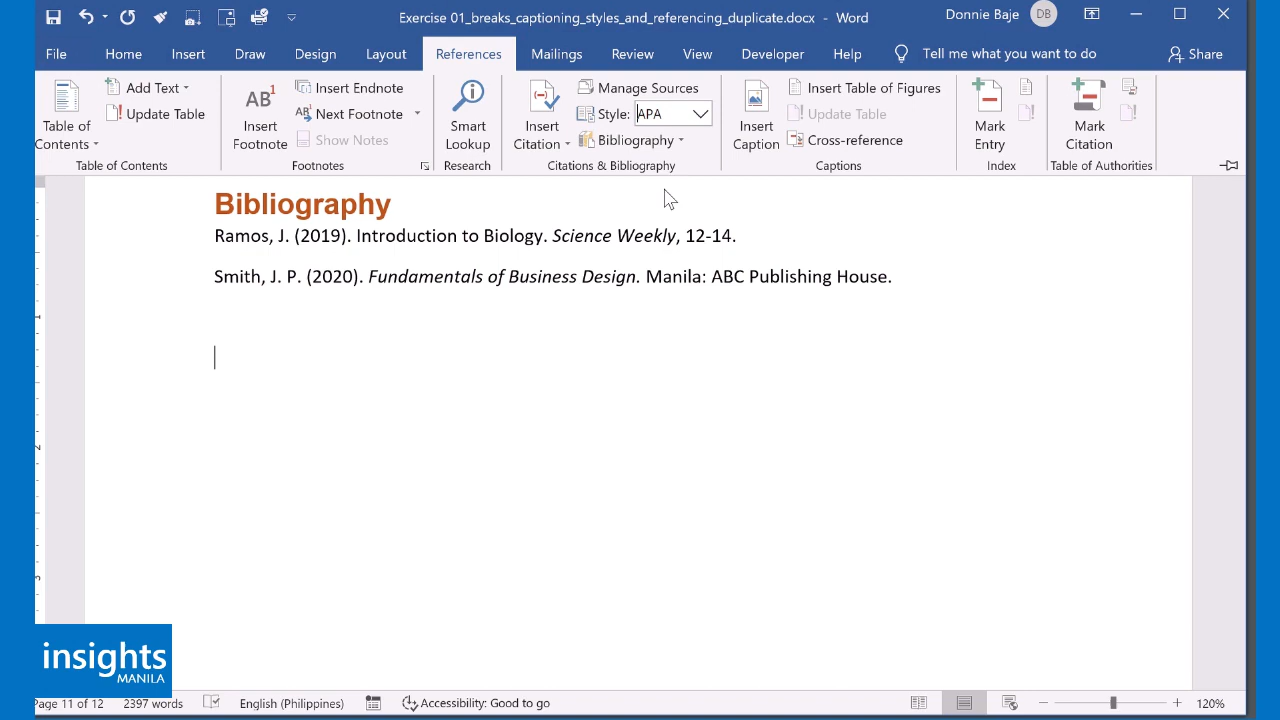 Exercise 01_breaks_captioning_styles_and_referencing_duplicate.docx - Word
Donnie Baje DB
File Home Insert Draw Design Layout References Mailings Review View Developer Help Tell me what you want to do Share
Table of Contents
Add Text
Update Table
Table of Contents
AB1 Insert Footnote
Insert Endnote
AB1 Next Footnote
Show Notes
Footnotes
Smart Lookup
Research
Insert Citation
Manage Sources
Style: APA
Bibliography
Citations & Bibliography
Insert Caption
Insert Table of Figures
Update Table
Cross-reference
Captions
Mark Entry
Index
Mark Citation
Table of Authorities
Bibliography
Ramos, J. (2019). Introduction to Biology. Science Weekly, 12-14.
Smith, J. P. (2020). Fundamentals of Business Design. Manila: ABC Publishing House.
1
2
3
insights
MANILA
Page 11 of 12 2397 words English (Philippines) Accessibility: Good to go 120%